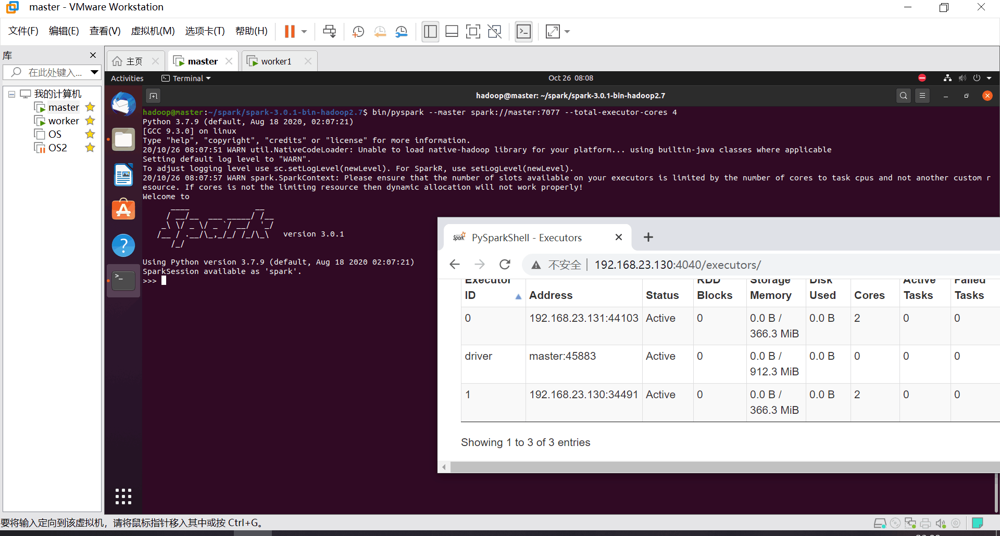 master - VMware Workstation
文件(F) 编辑(E) 查看(V) 虚拟机(M) 选项卡(T) 帮助(H)
库
在此处键入...
我的计算机
master
worker
OS
OS2
主页 master worker1
Activities Terminal Oct 26 08:08
hadoop@master: ~/spark/spark-3.0.1-bin-hadoop2.7
hadoop@master:~/spark/spark-3.0.1-bin-hadoop2.7$ bin/pyspark --master spark://master:7077 --total-executor-cores 4
Python 3.7.9 (default, Aug 18 2020, 02:07:21)
[GCC 9.3.0] on linux
Type "help", "copyright", "credits" or "license" for more information.
20/10/26 08:07:51 WARN util.NativeCodeLoader: Unable to load native-hadoop library for your platform... using builtin-java classes where applicable
Setting default log level to "WARN".
To adjust logging level use sc.setLogLevel(newLevel). For SparkR, use setLogLevel(newLevel).
20/10/26 08:07:57 WARN spark.SparkContext: Please ensure that the number of slots available on your executors is limited by the number of cores to task cpus and not another custom r
esource. If cores is not the limiting resource then dynamic allocation will not work properly!
Welcome to
Spark version 3.0.1
Using Python version 3.7.9 (default, Aug 18 2020 02:07:21)
SparkSession available as 'spark'.
>>>
Spark PySparkShell - Executors
不安全 192.168.23.130:4040/executors/
Executor RDD Storage Disk Active Failed
ID Address Status Blocks Memory Used Cores Tasks Tasks
0 192.168.23.131:44103 Active 0 0.0 B / 0.0 B 2 0 0
366.3 MiB
driver master:45883 Active 0 0.0 B / 0.0 B 0 0 0
912.3 MiB
1 192.168.23.130:34491 Active 0 0.0 B / 0.0 B 2 0 0
366.3 MiB
Showing 1 to 3 of 3 entries
要将输入定向到该虚拟机，请将鼠标指针移入其中或按 Ctrl+G。